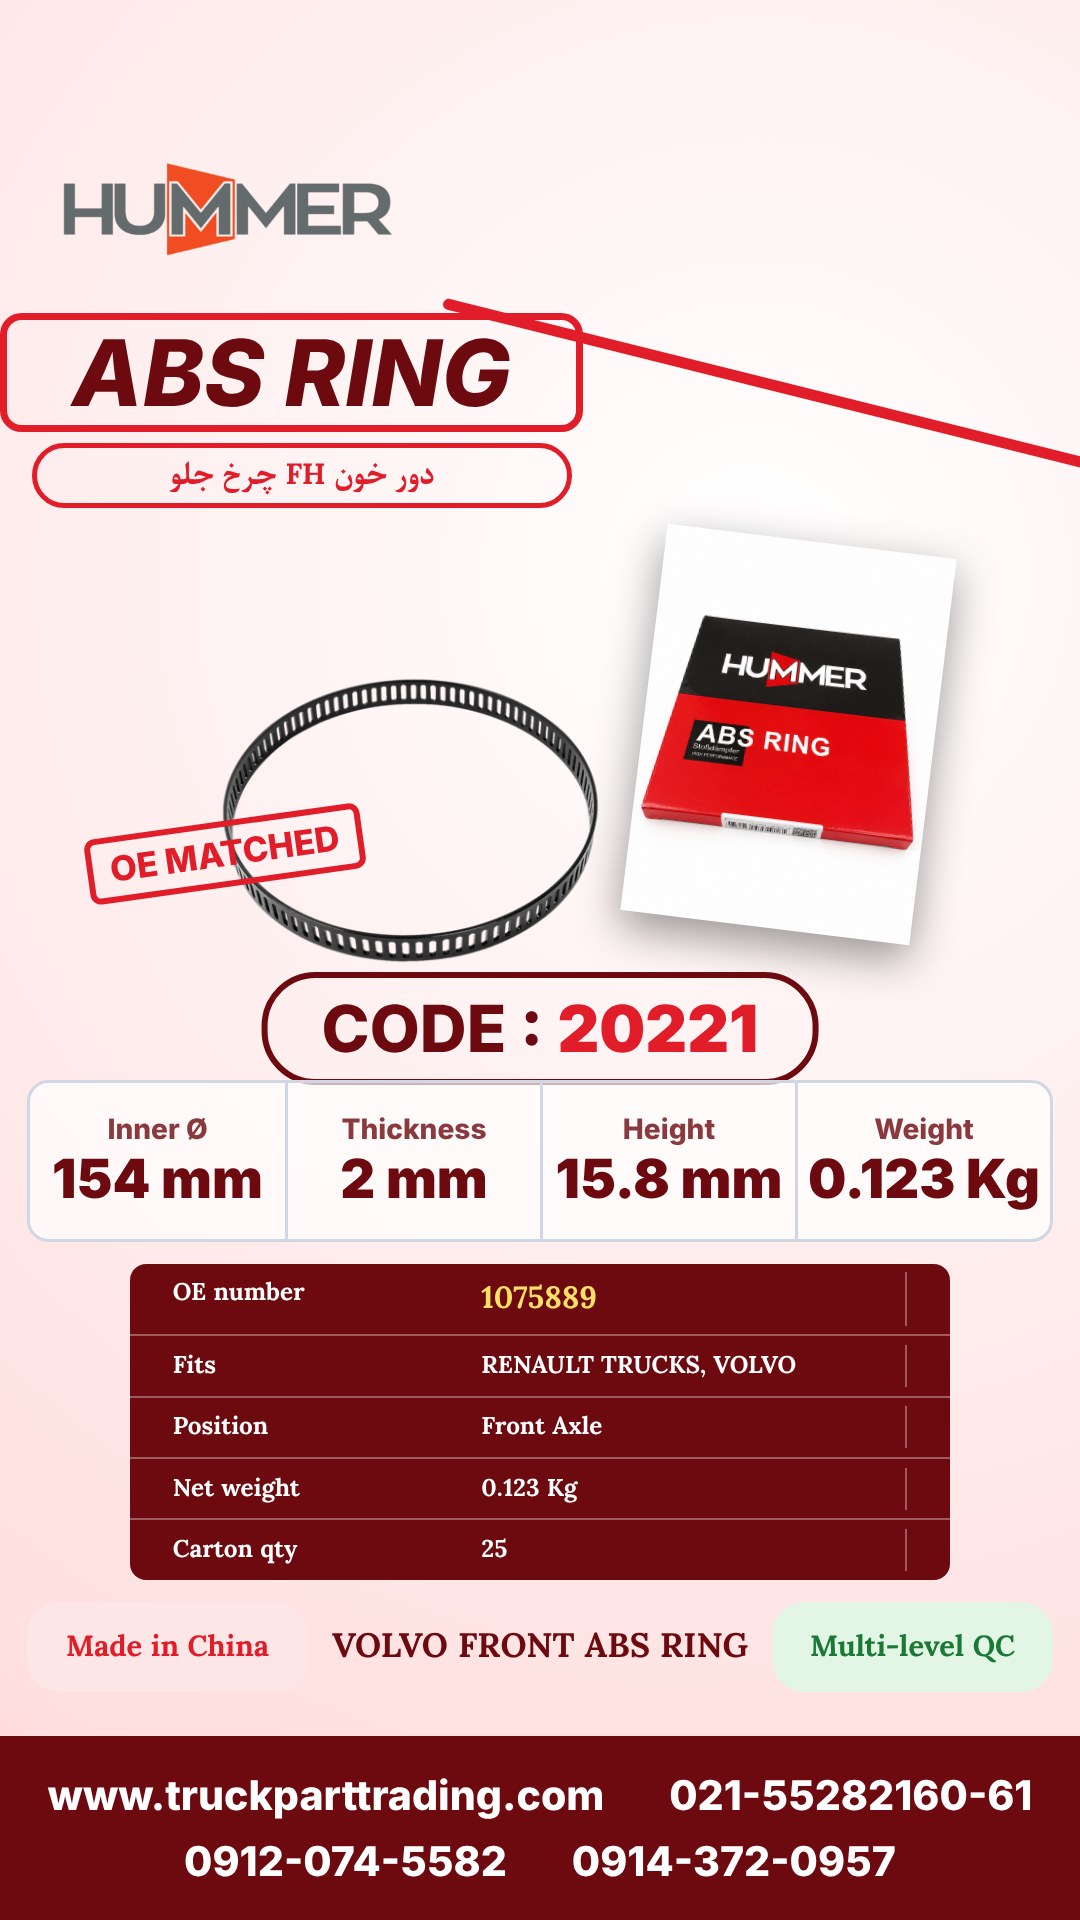 HUMMER
ABS RING
دور خون FH چرخ جلو
HUMMER
ABS RING
Stoßdämpfer
HIGH PERFORMANCE
OE MATCHED
CODE : 20221
Inner Ø Thickness Height Weight
154 mm 2 mm 15.8 mm 0.123 Kg
OE number 1075889
Fits RENAULT TRUCKS, VOLVO
Position Front Axle
Net weight 0.123 Kg
Carton qty 25
Made in China VOLVO FRONT ABS RING Multi-level QC
www.truckparttrading.com 021-55282160-61
0912-074-5582 0914-372-0957